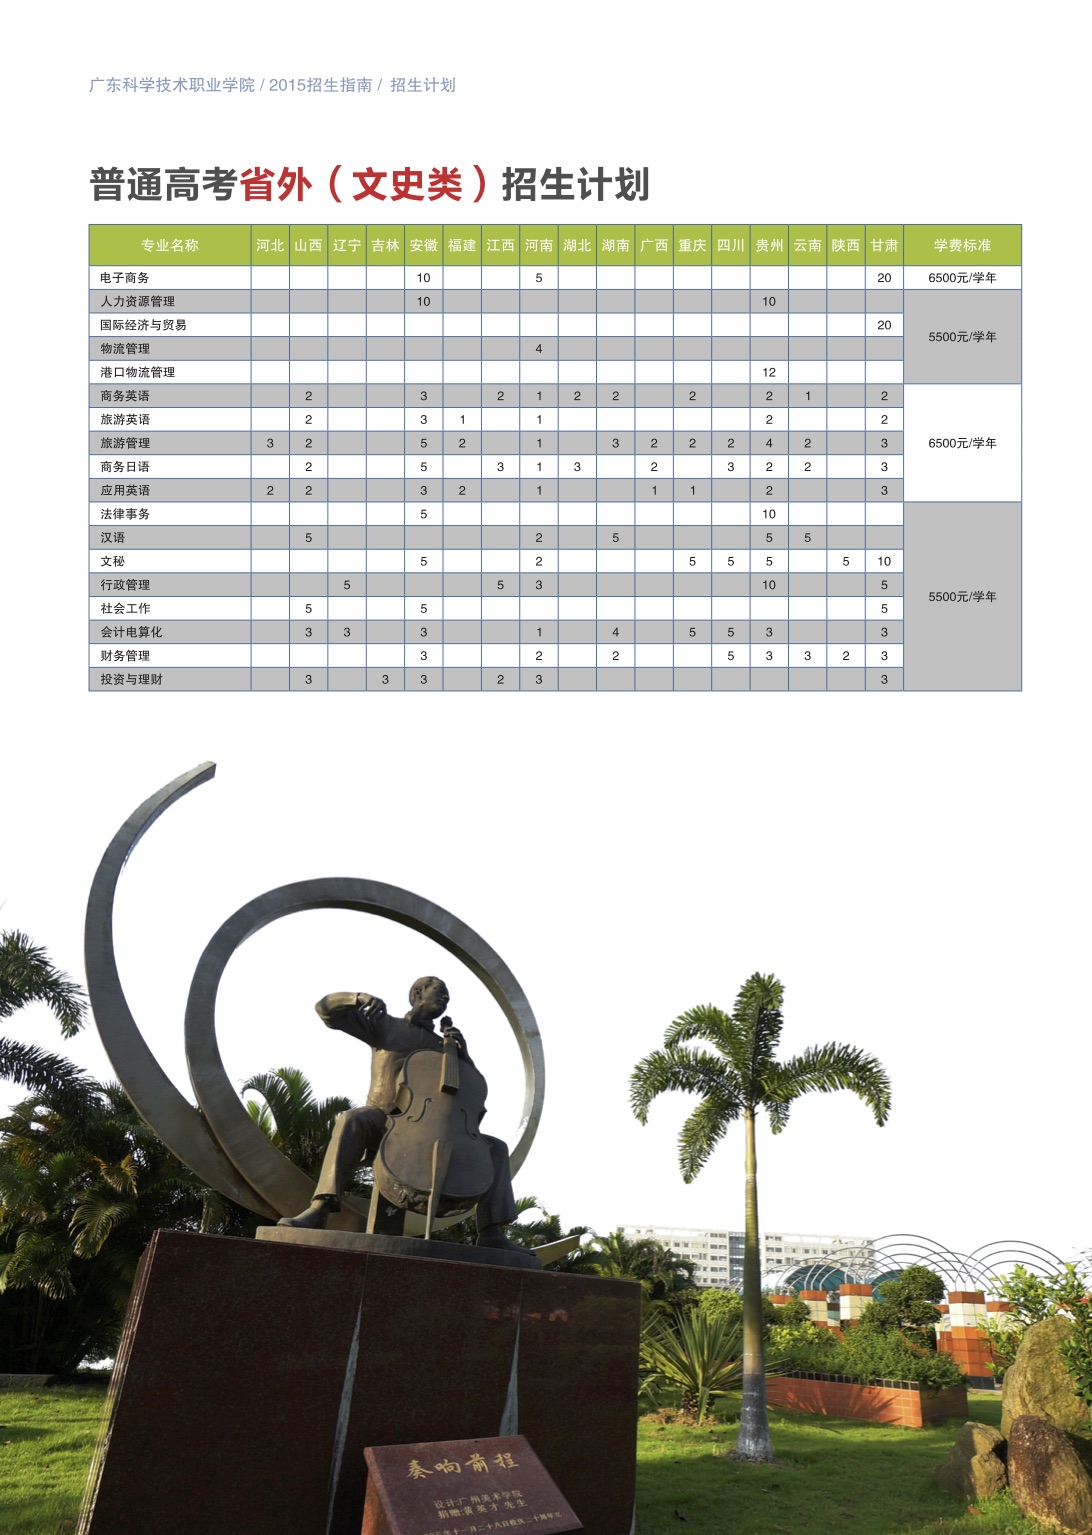 广东科学技术职业学院 / 2015招生指南 / 招生计划
普通高考省外（文史类）招生计划
专业名称 河北 山西 辽宁 吉林 安徽 福建 江西 河南 湖北 湖南 广西 重庆 四川 贵州 云南 陕西 甘肃 学费标准
电子商务 10 5 20 6500元/学年
人力资源管理 10 10
国际经济与贸易 20
5500元/学年
物流管理 4
港口物流管理 12
商务英语 2 3 2 1 2 2 2 2 1 2
旅游英语 2 3 1 1 2 2
旅游管理 3 2 5 2 1 3 2 2 2 4 2 3 6500元/学年
商务日语 2 5 3 1 3 2 3 2 2 3
应用英语 2 2 3 2 1 1 1 2 3
法律事务 5 10
汉语 5 2 5 5 5
文秘 5 2 5 5 5 5 10
行政管理 5 5 3 10 5
5500元/学年
社会工作 5 5 5
会计电算化 3 3 3 1 4 5 5 3 3
财务管理 3 2 2 5 3 3 2 3
投资与理财 3 3 3 2 3 3
奏响前程
设计:广州美术学院
捐赠:黄英才 先生